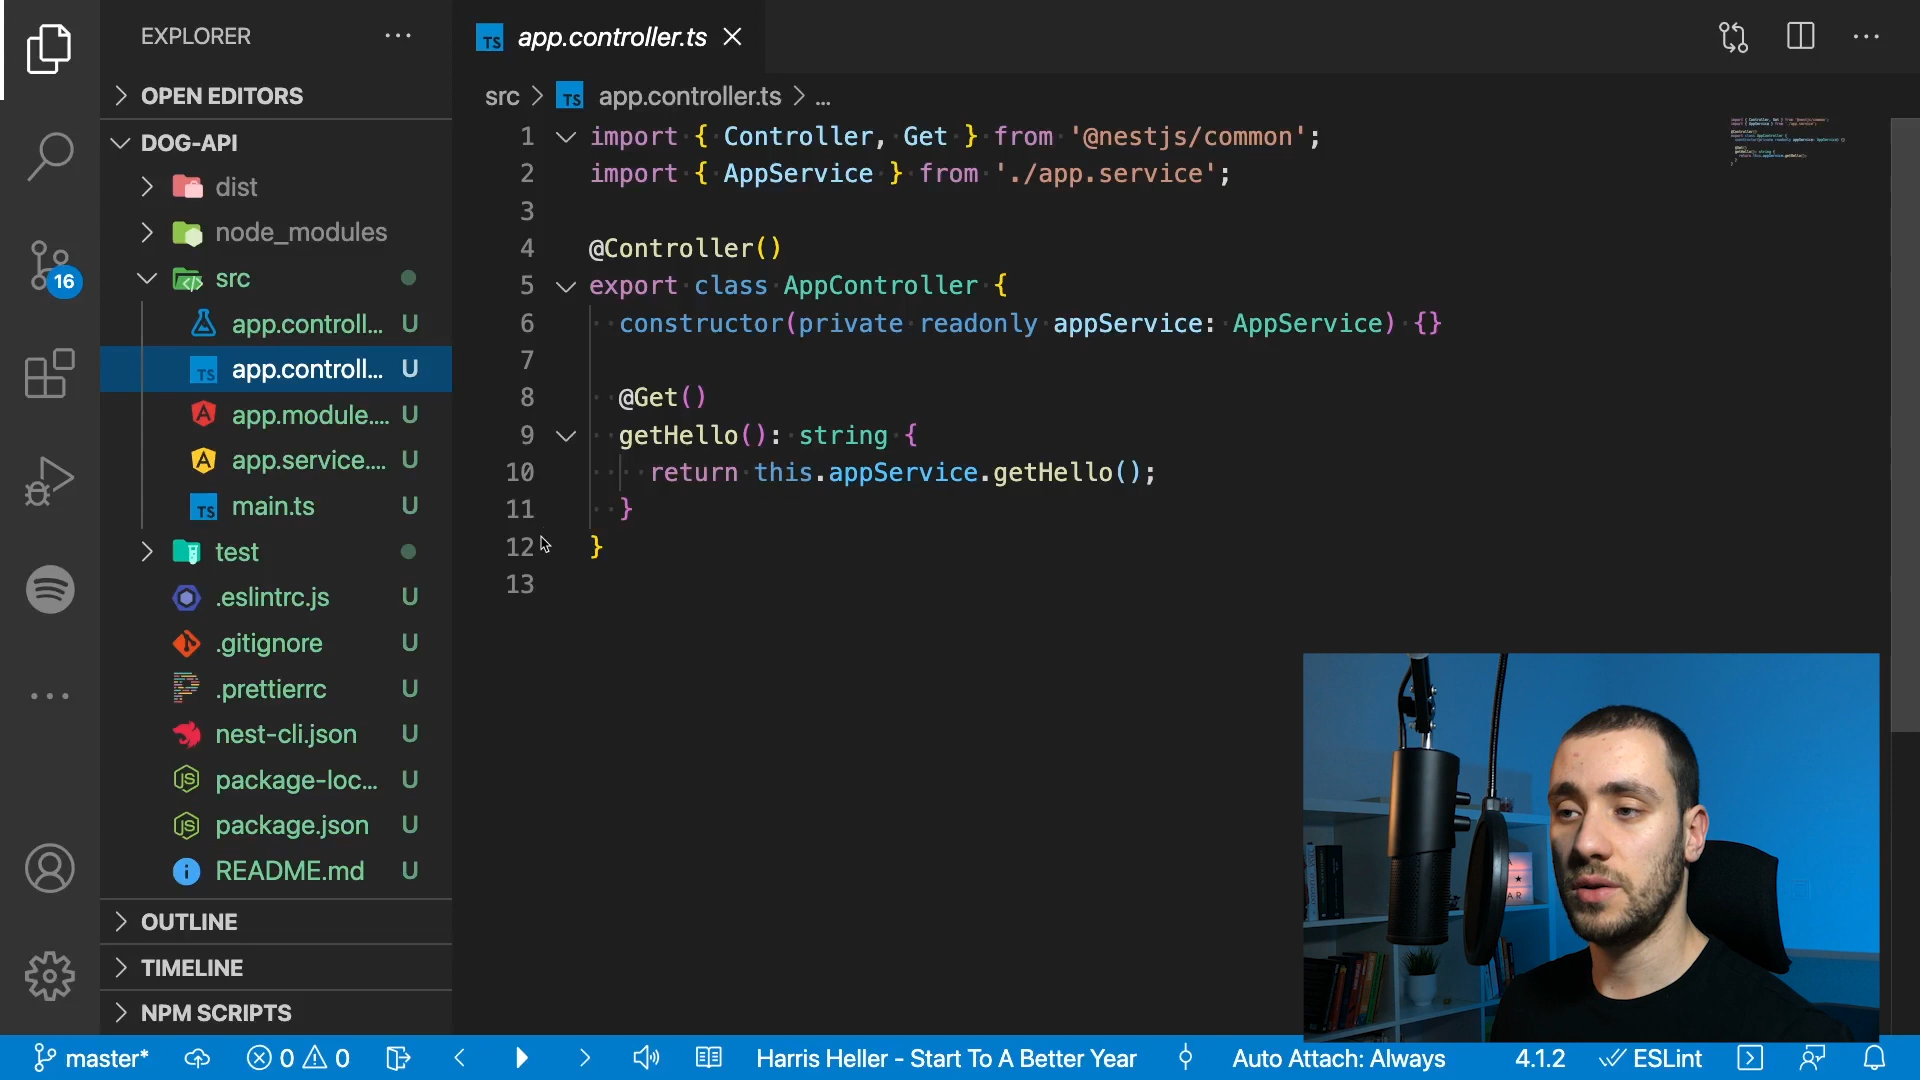 EXPLORER
OPEN EDITORS
DOG-API
dist
node_modules
src
app.controll... U
app.controll... U
app.module.... U
app.service.... U
main.ts U
test
.eslintrc.js U
.gitignore U
.prettierrc U
nest-cli.json U
package-loc... U
package.json U
README.md U
OUTLINE
TIMELINE
NPM SCRIPTS
16
TS app.controller.ts
src > TS app.controller.ts > ...
1 import { Controller, Get } from '@nestjs/common';
2 import { AppService } from './app.service';
3
4 @Controller()
5 export class AppController {
6 constructor(private readonly appService: AppService) {}
7
8 @Get()
9 getHello(): string {
10 return this.appService.getHello();
11 }
12 }
13
master* 0 0 Harris Heller - Start To A Better Year Auto Attach: Always 4.1.2 ESLint